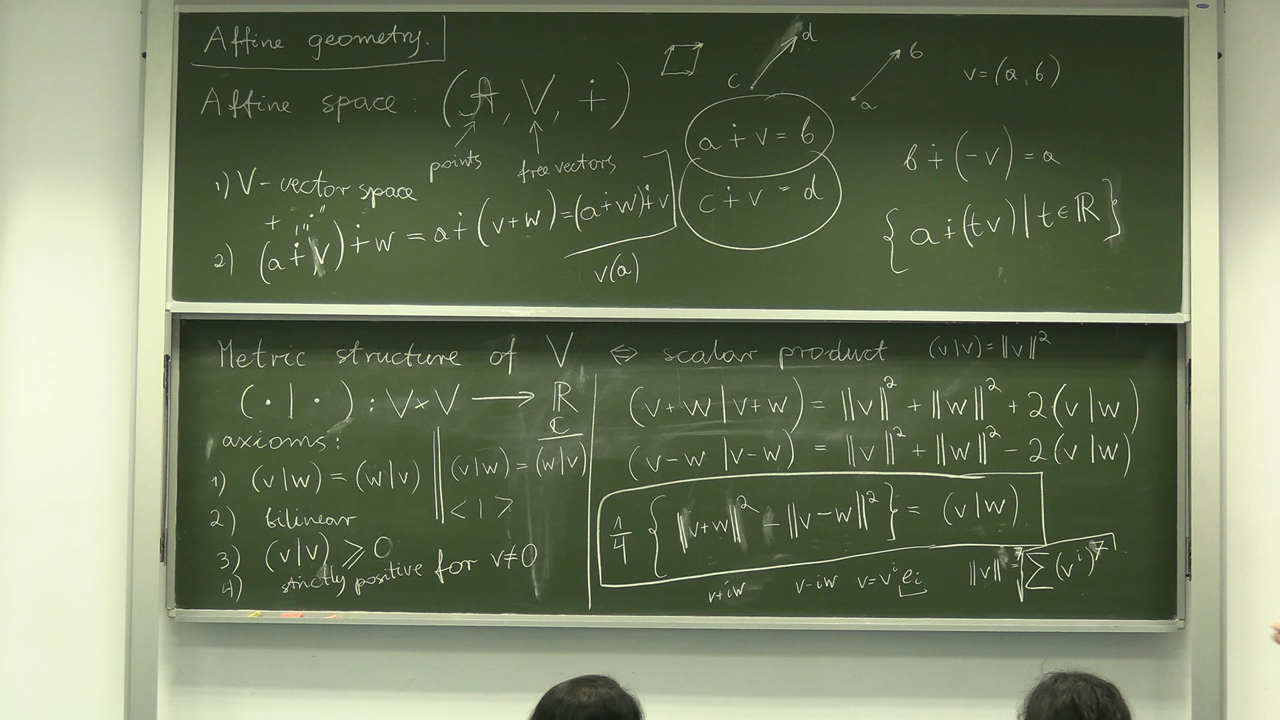 Affine geometry.
Affine space: (A, V, ∔)
points
free vectors
1) V - vector space
+ "∔"
2) (a ∔ v) ∔ w = a ∔ (v + w) = (a ∔ w) ∔ v
v(a)
c d
a ∔ v = b
c ∔ v = d
a b
v = (a, b)
b ∔ (-v) = a
{a ∔ (tv) | t ∈ ℝ}
Metric structure of V ⇔ scalar product (v|v) = ‖v‖²
(· | ·) : V × V ⟶ ℝ
ℂ
axioms:
1) (v|w) = (w|v) ‖ (v|w) = \overline{(w|v)}
2) bilinear < | >
3) (v|v) ⩾ 0
4) strictly positive for v ≠ 0
(v+w | v+w) = ‖v‖² + ‖w‖² + 2(v|w)
(v-w | v-w) = ‖v‖² + ‖w‖² - 2(v|w)
1/4 {‖v+w‖² - ‖v-w‖²} = (v|w)
v+iw v-iw v = vⁱeᵢ ‖v‖ = √∑(vⁱ)²